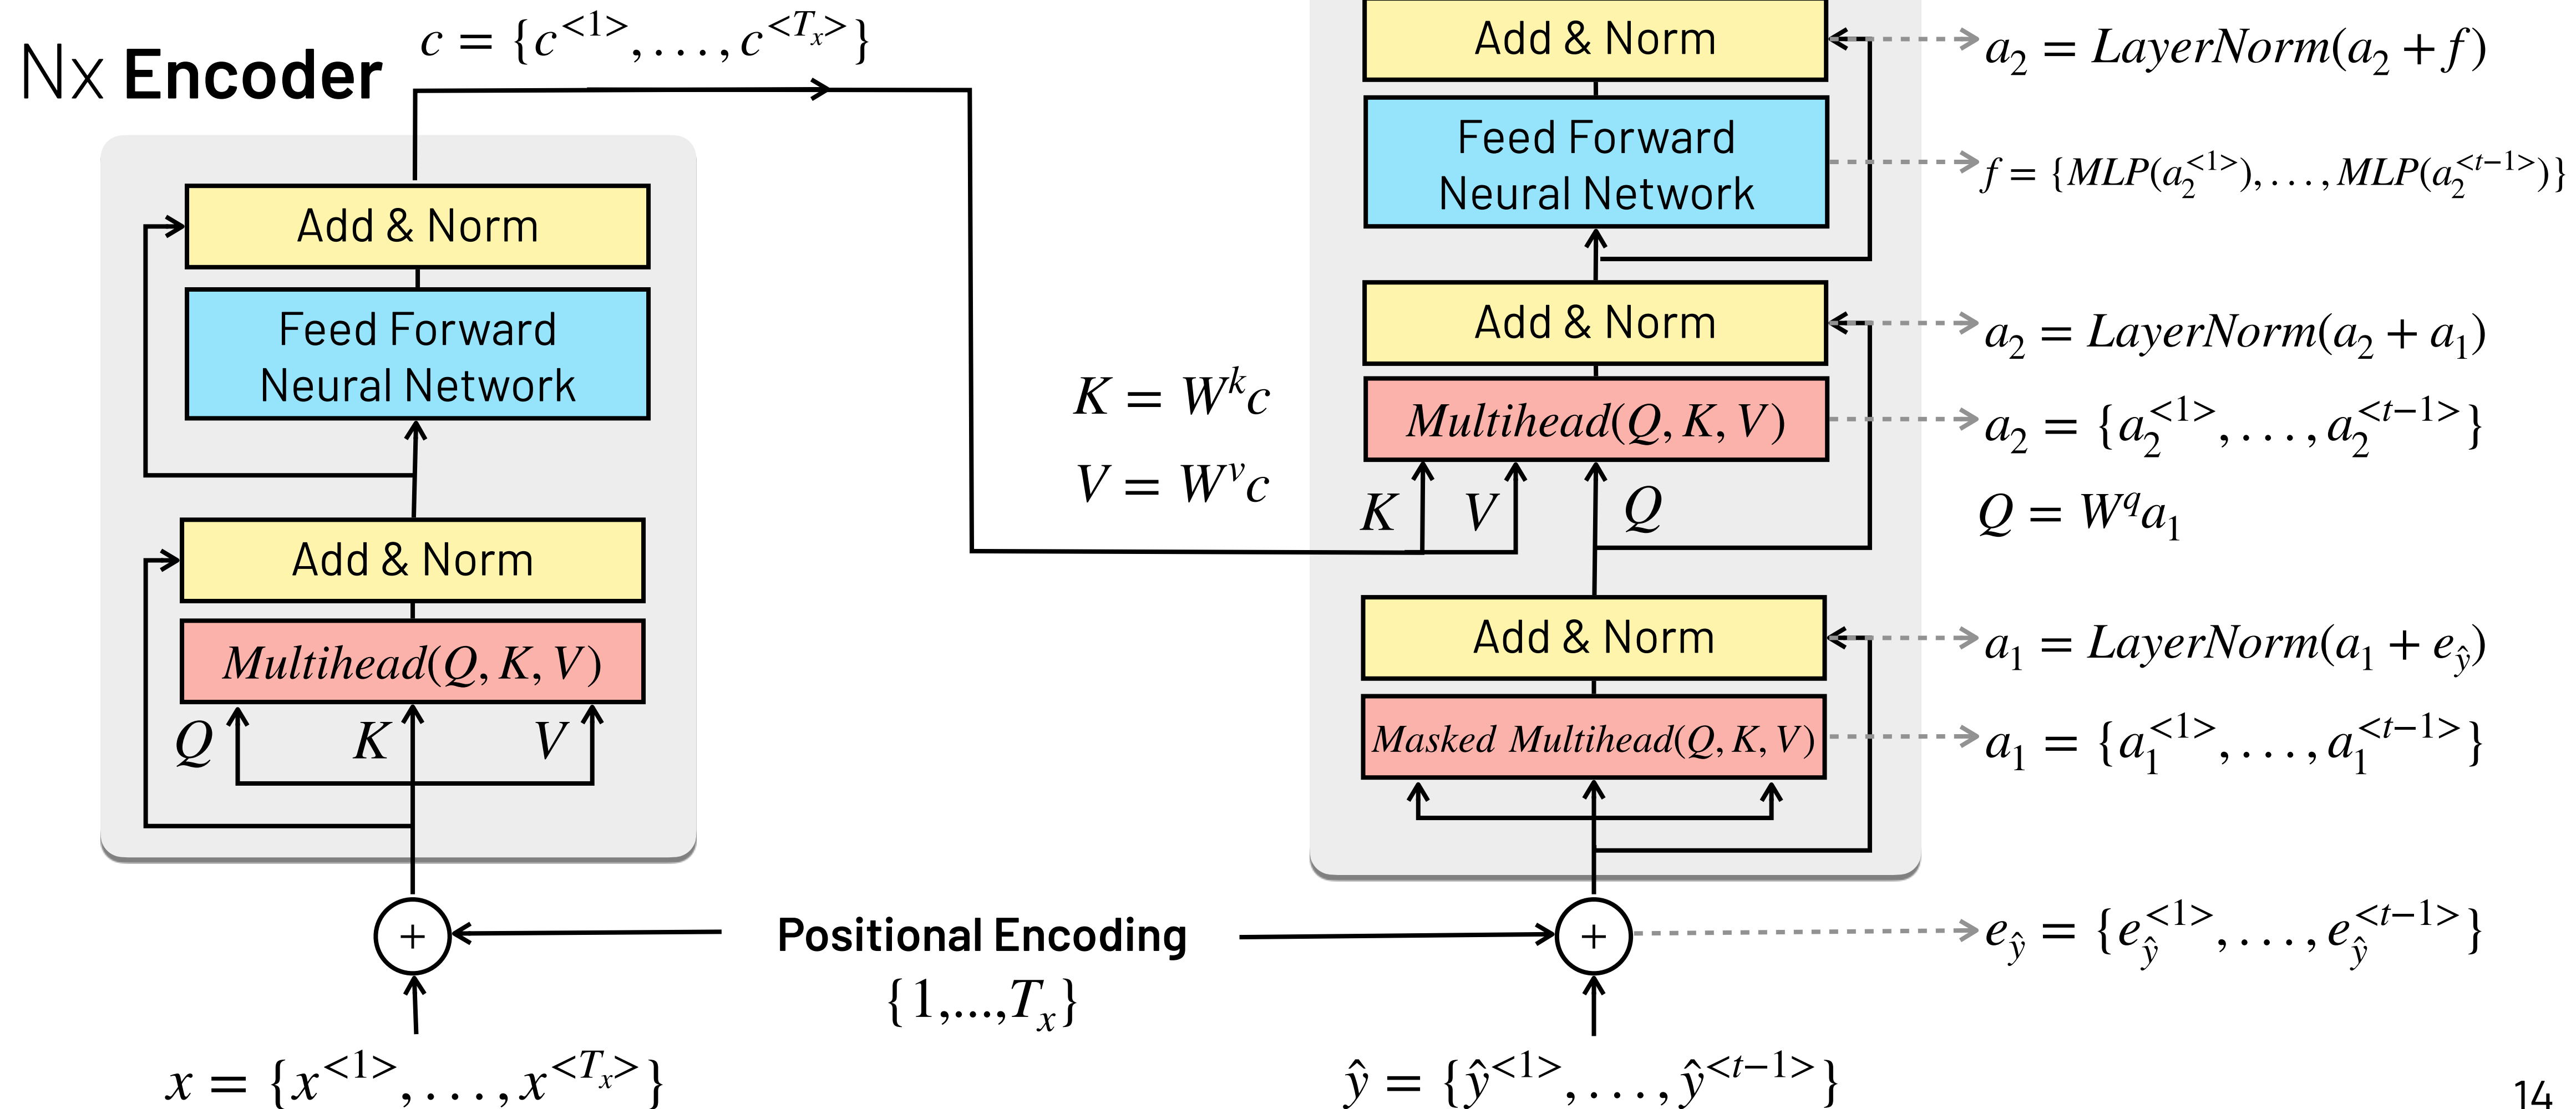 Nx Encoder
c = {c^{<1>}, . . . , c^{<T_x>}}
Add & Norm
Feed Forward
Neural Network
Add & Norm
Multihead(Q, K, V)
Q K V
+
x = {x^{<1>}, . . . , x^{<T_x>}}
Positional Encoding
{1,...,T_x}
K = W^k c
V = W^v c
Add & Norm
a_2 = LayerNorm(a_2 + f)
Feed Forward
Neural Network
f = {MLP(a_2^{<1>}), . . . , MLP(a_2^{<t−1>})}
Add & Norm
a_2 = LayerNorm(a_2 + a_1)
Multihead(Q, K, V)
a_2 = {a_2^{<1>}, . . . , a_2^{<t−1>}}
K V Q
Q = W^q a_1
Add & Norm
a_1 = LayerNorm(a_1 + e_ŷ)
Masked Multihead(Q, K, V)
a_1 = {a_1^{<1>}, . . . , a_1^{<t−1>}}
+
e_ŷ = {e_ŷ^{<1>}, . . . , e_ŷ^{<t−1>}}
ŷ = {ŷ^{<1>}, . . . , ŷ^{<t−1>}}
14